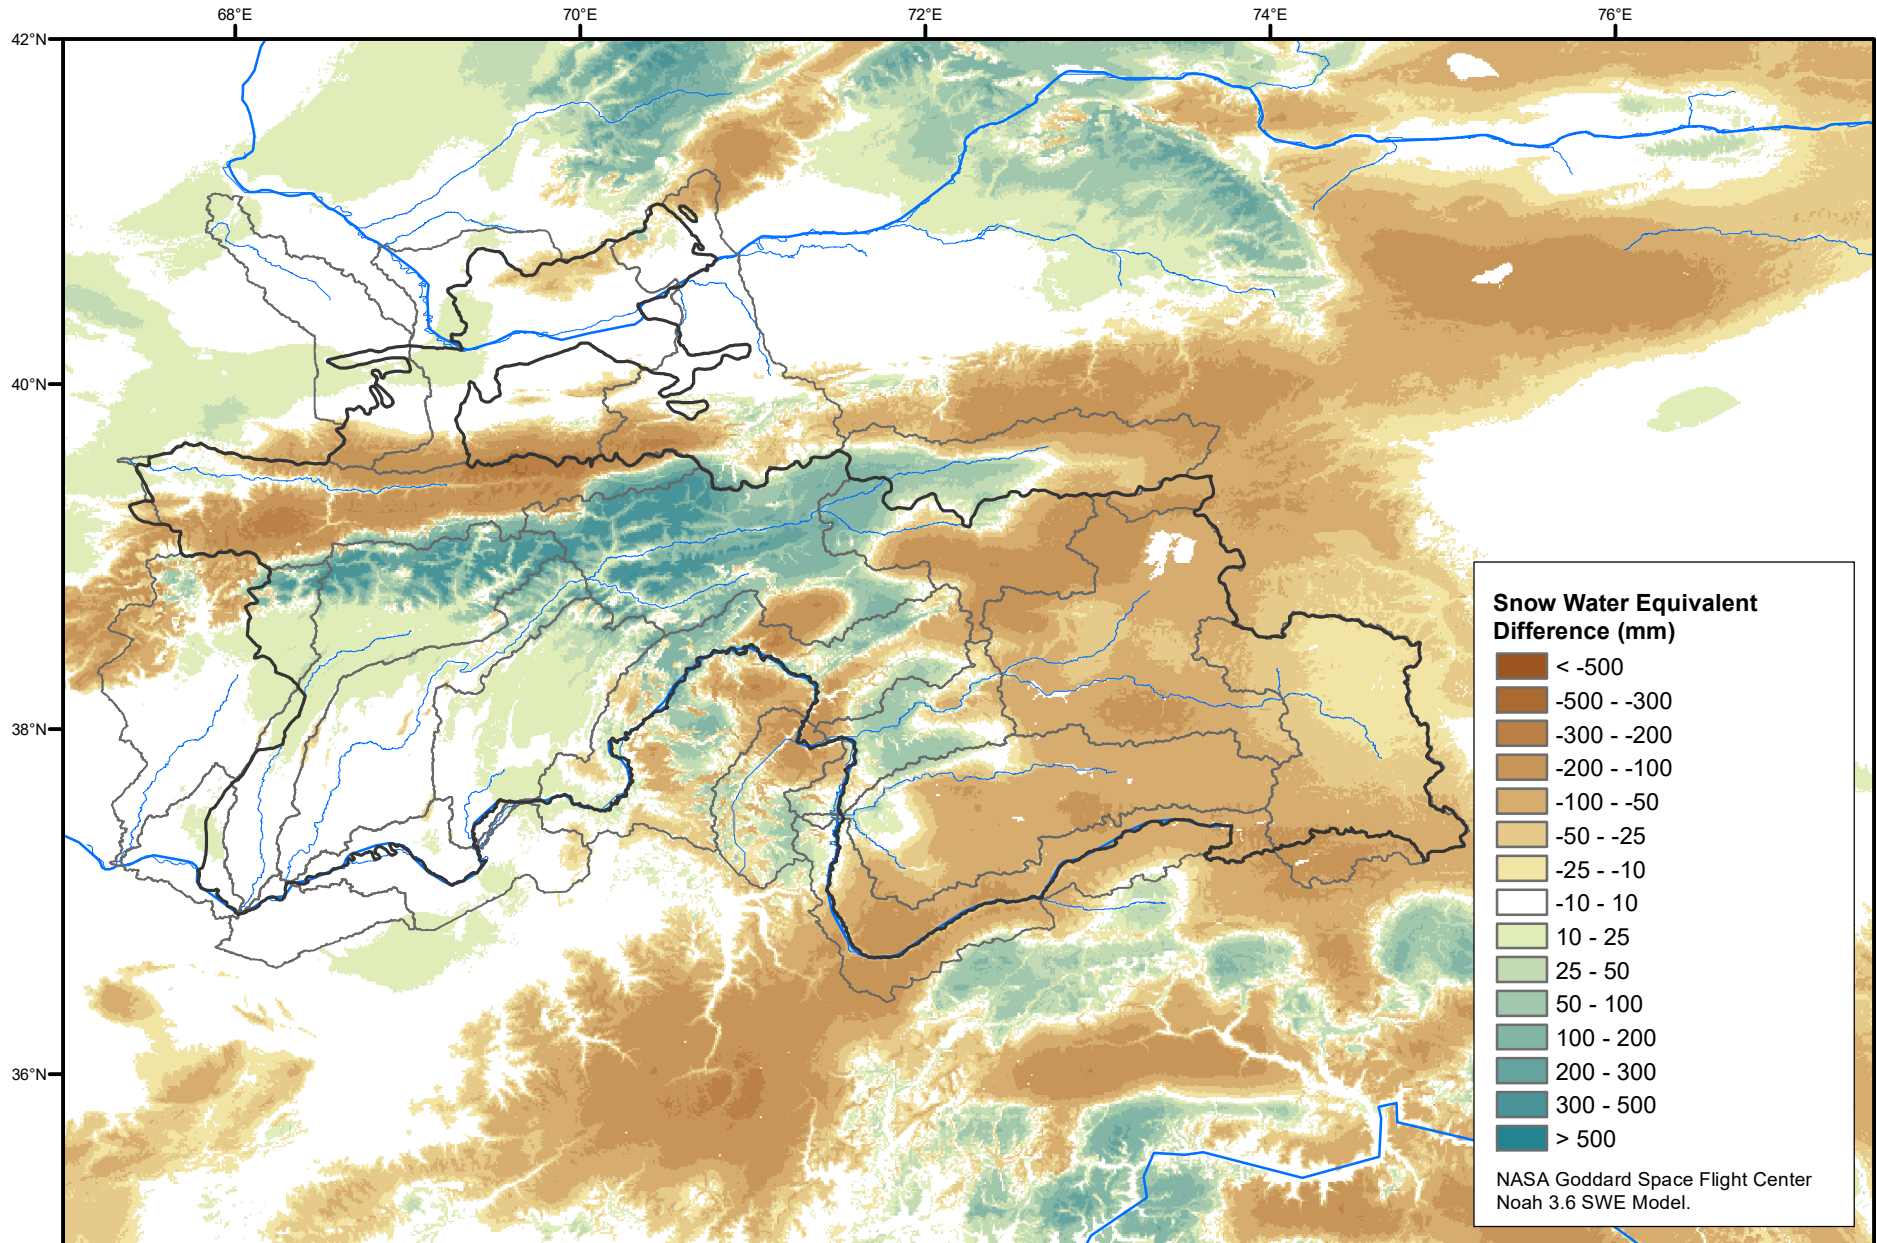 68°E 70°E 72°E 74°E 76°E
42°N
40°N
38°N
36°N
Snow Water Equivalent
Difference (mm)
< -500
-500 - -300
-300 - -200
-200 - -100
-100 - -50
-50 - -25
-25 - -10
-10 - 10
10 - 25
25 - 50
50 - 100
100 - 200
200 - 300
300 - 500
> 500
NASA Goddard Space Flight Center
Noah 3.6 SWE Model.